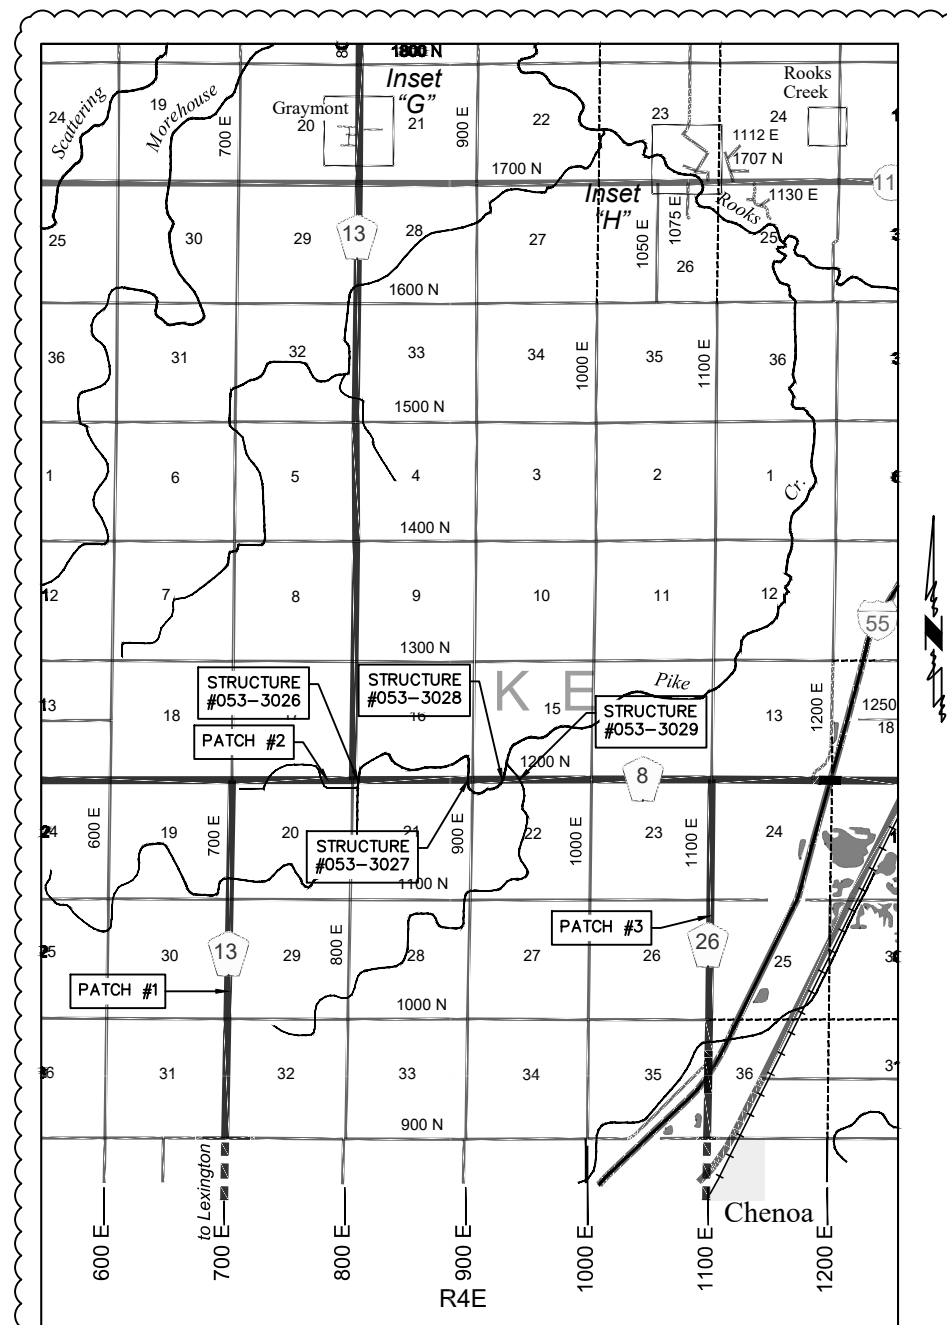 1800 N
Inset
"G"
Rooks
Creek
Scattering
Morehouse
24
19
Graymont
20
21
900 E
22
23
24
700 E
1112 E
1707 N
1700 N
11
Inset
"H"
1130 E
Rooks
25
30
29
13
28
27
1050 E
1075 E
25
26
1600 N
36
31
32
33
34
1000 E
35
1100 E
36
1500 N
1
6
5
4
3
2
1
Cr.
1400 N
12
7
8
9
10
11
12
55
1300 N
STRUCTURE
#053-3026
STRUCTURE
#053-3028
K E
Pike
13
18
16
15
STRUCTURE
#053-3029
13
1200 E
1250
18
PATCH #2
1200 N
8
24
600 E
19
700 E
20
21
900 E
22
1000 E
23
1100 E
24
STRUCTURE
#053-3027
1100 N
PATCH #3
25
30
13
29
800 E
28
27
26
26
25
PATCH #1
1000 N
36
31
32
33
34
35
36
31
900 N
to Lexington
Chenoa
600 E
700 E
800 E
900 E
1000 E
1100 E
1200 E
R4E
N